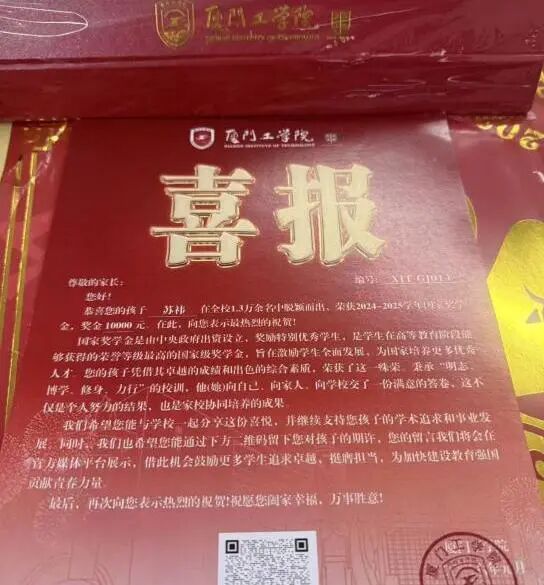 厦门工学院
XIAMEN INSTITUTE OF TECHNOLOGY
厦门工学院
XIAMEN INSTITUTE OF TECHNOLOGY
喜报
尊敬的家长:
编号: XIT GJ013
您好!
恭喜您的孩子 苏祎 在全校1.3万余名中脱颖而出, 荣获2024-2025学年国家奖学
金, 奖金 10000 元. 在此, 向您表示最热烈的祝贺!
国家奖学金是由中央政府出资设立, 奖励特别优秀学生, 是学生在高等教育阶段能
够获得的荣誉等级最高的国家级奖学金, 旨在激励学生全面发展, 为国家培养更多优秀
人才. 您的孩子凭借其卓越的成绩和出色的综合素质, 荣获了这一殊荣. 秉承“明志、
博学、修身、力行”的校训, 他(她)向自己、向家人、向学校交了一份满意的答卷, 这不
仅是个人努力的结果, 也是家校协同培养的成果.
我们希望您能与学校一起分享这份喜悦, 并继续支持您孩子的学术追求和事业发
展. 同时, 我们也希望您能通过下方二维码留下您对孩子的期许, 您的留言我们将会在
官方媒体平台展示, 借此机会鼓励更多学生追求卓越, 挺膺担当, 为加快建设教育强国
贡献青春力量.
最后, 再次向您表示热烈的祝贺!祝愿您阖家幸福, 万事胜意!
厦门工学院
年元月